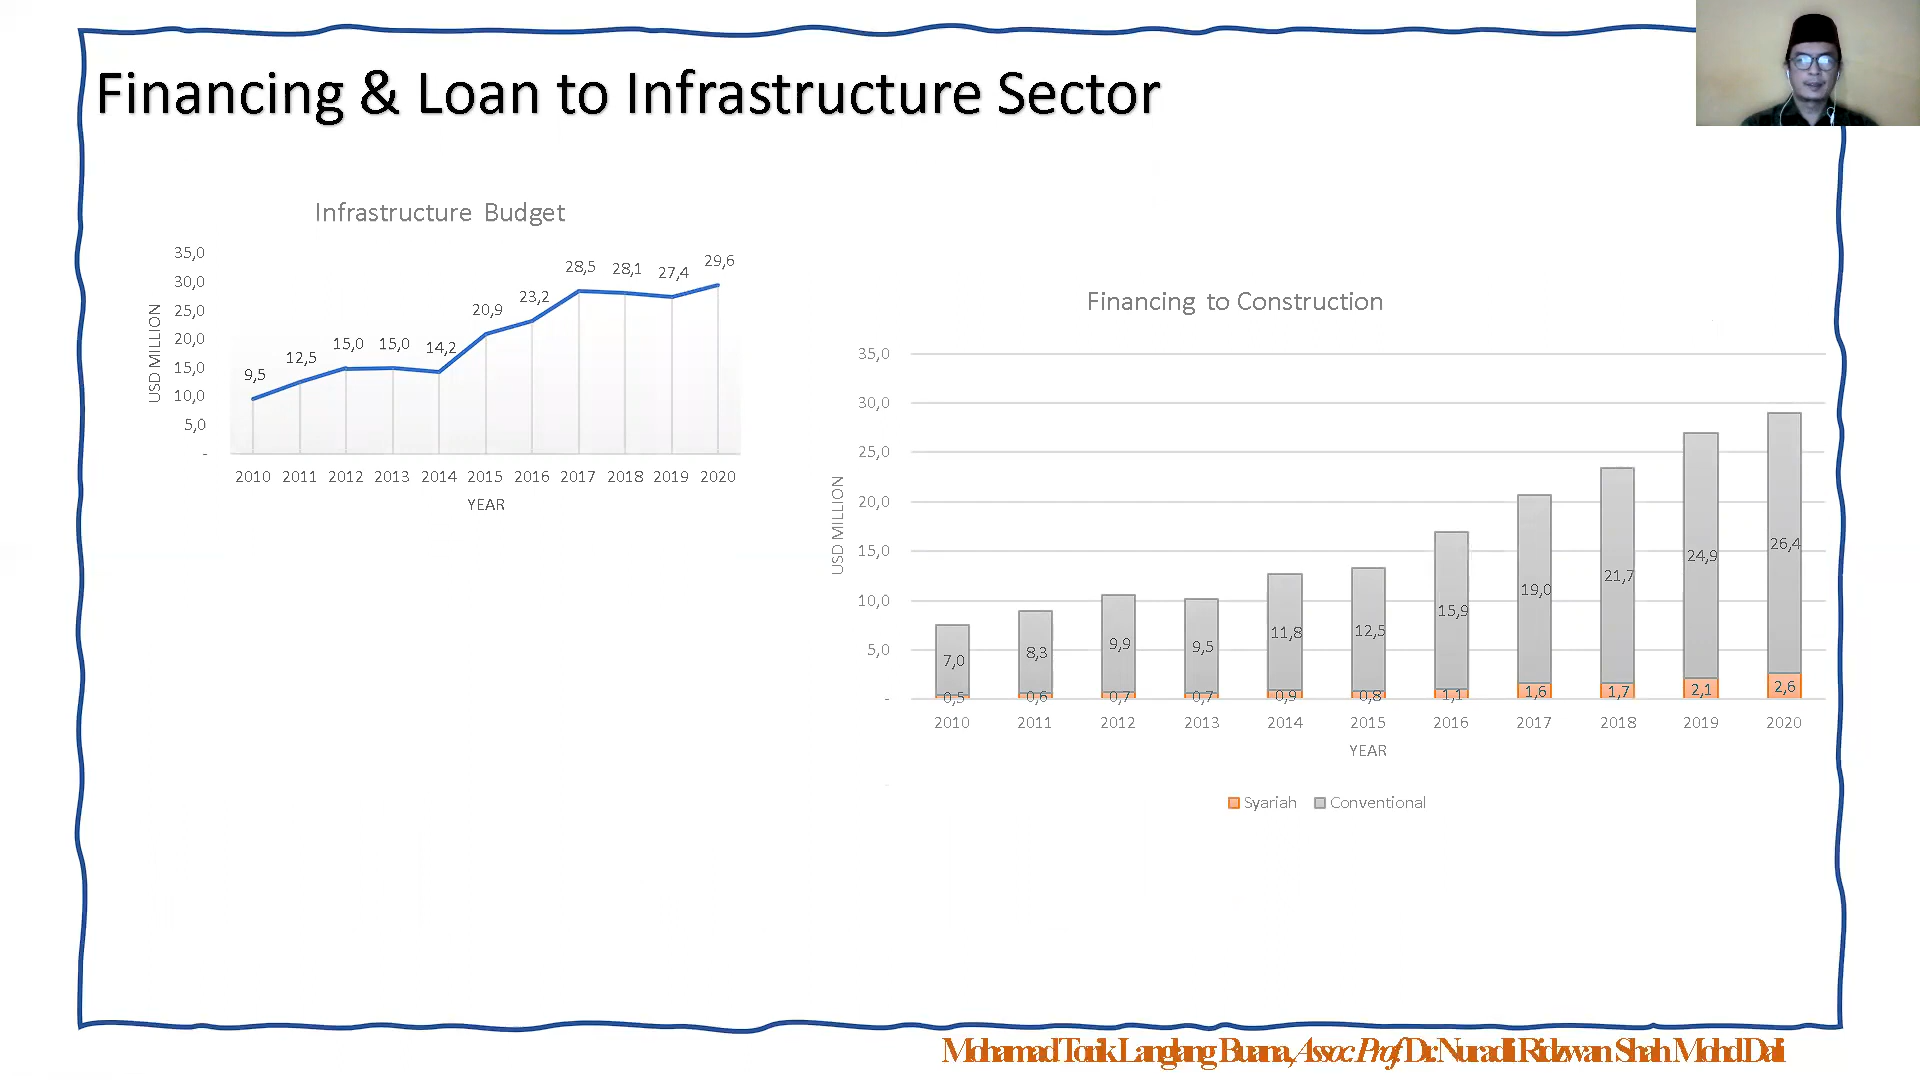 Financing & Loan to Infrastructure Sector
Infrastructure Budget
35,0
30,0
25,0
20,0
15,0
10,0
5,0
-
USD MILLION
9,5
12,5
15,0
15,0
14,2
20,9
23,2
28,5
28,1
27,4
29,6
2010 2011 2012 2013 2014 2015 2016 2017 2018 2019 2020
YEAR
Financing to Construction
35,0
30,0
25,0
20,0
15,0
10,0
5,0
-
USD MILLION
7,0 8,3 9,9 9,5 11,8 12,5 15,9 19,0 21,7 24,9 26,4
0,5 0,6 0,7 0,7 0,9 0,8 1,1 1,6 1,7 2,1 2,6
2010 2011 2012 2013 2014 2015 2016 2017 2018 2019 2020
YEAR
Syariah Conventional
Mohamad Torik Langlang Buana, Assoc. Prof. Dr. Nuradli Ridzwan Shah Mohd Dali